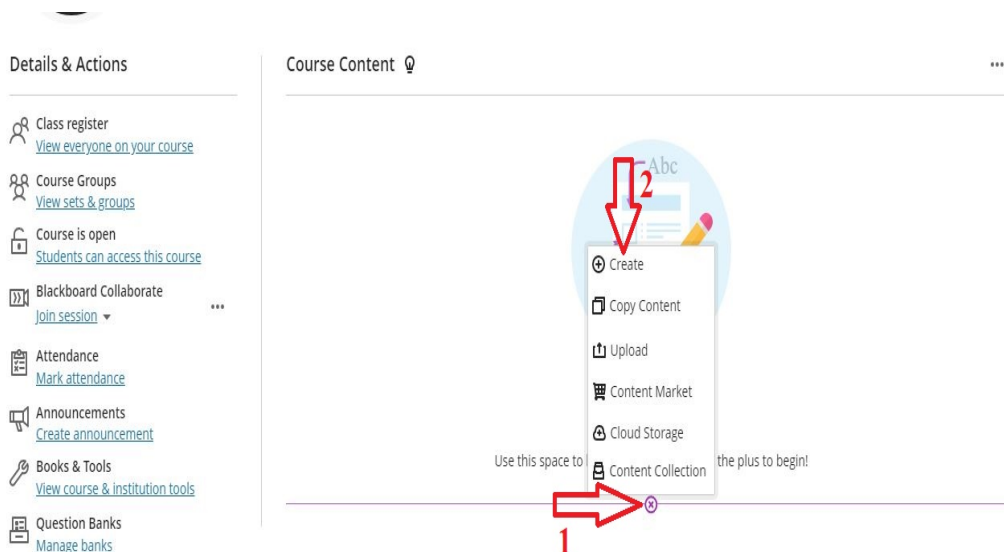 Details & Actions
Class register
View everyone on your course
Course Groups
View sets & groups
Course is open
Students can access this course
Blackboard Collaborate
Join session
Attendance
Mark attendance
Announcements
Create announcement
Books & Tools
View course & institution tools
Question Banks
Manage banks
Course Content
Abc
2
Create
Copy Content
Upload
Content Market
Cloud Storage
Content Collection
Use this space to
the plus to begin!
1